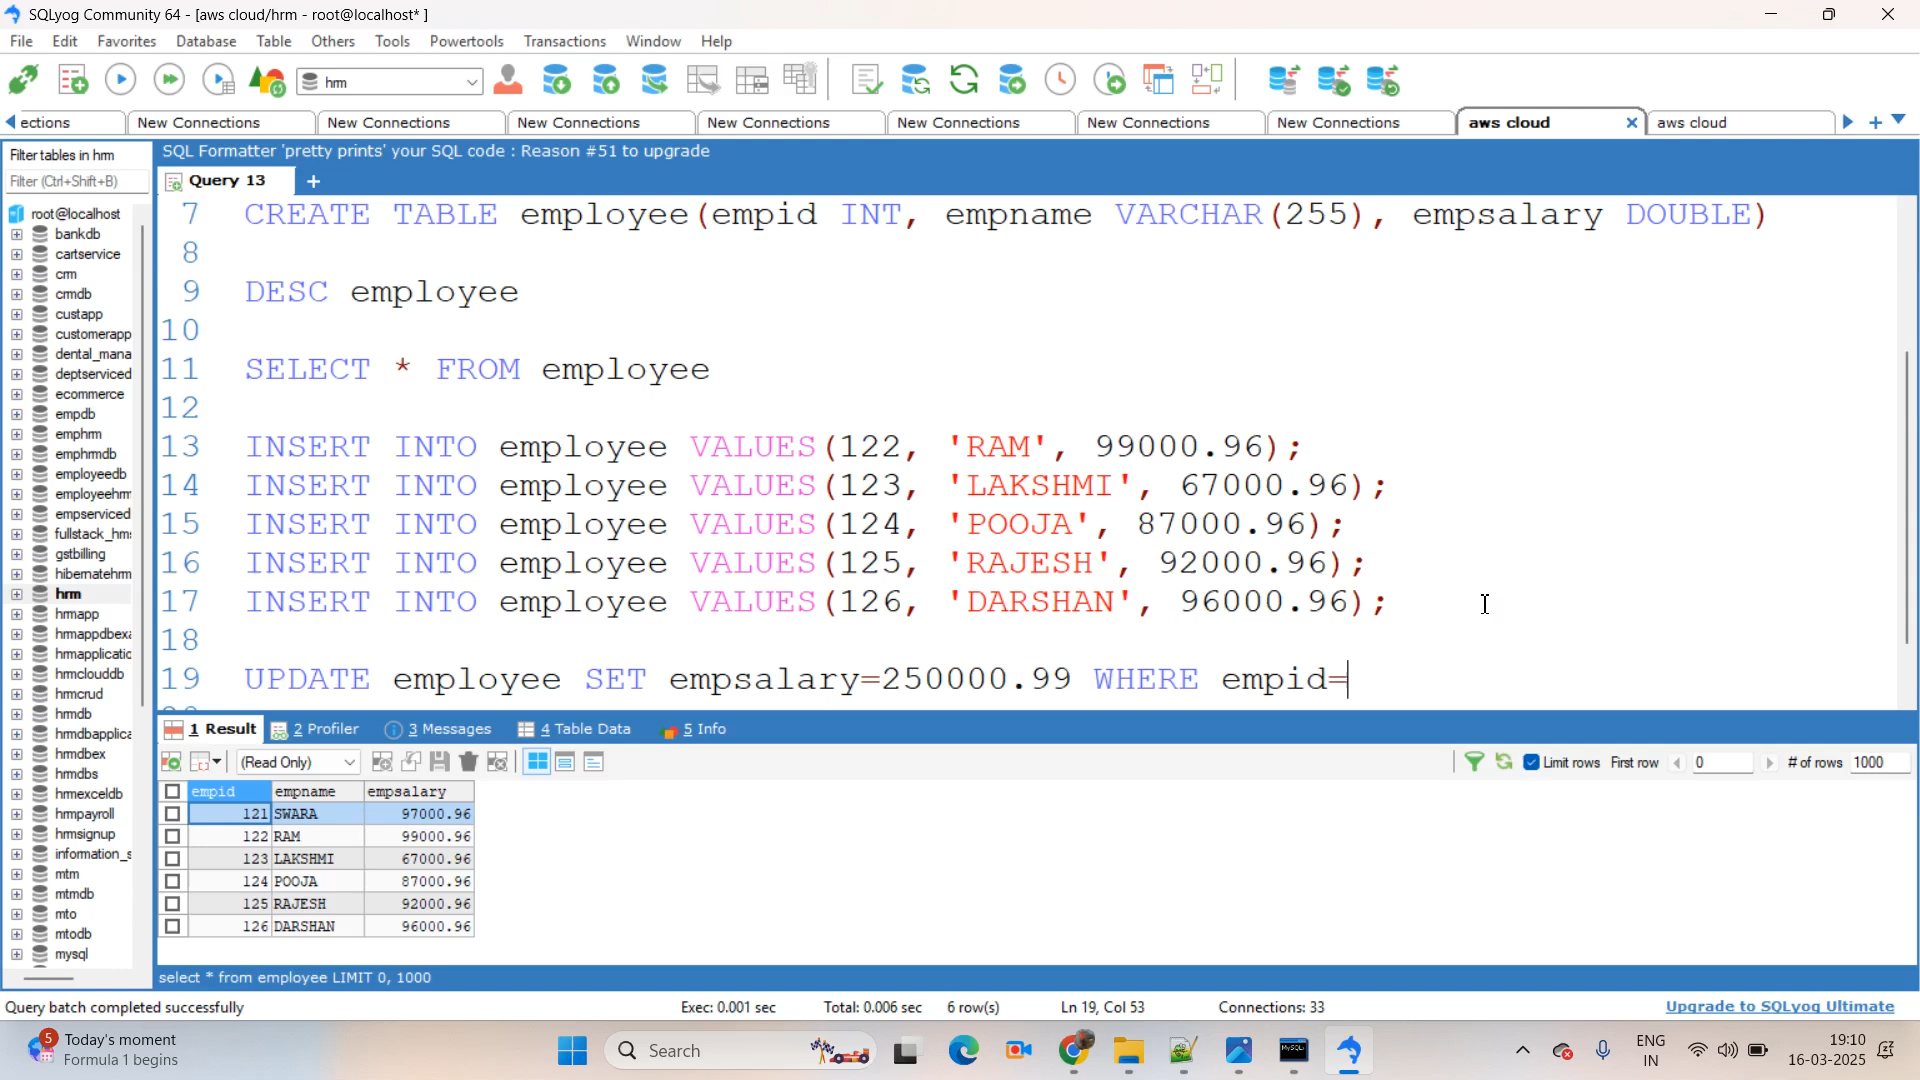 SQLyog Community 64 - [aws cloud/hrm - root@localhost* ]
File Edit Favorites Database Table Others Tools Powertools Transactions Window Help
hrm
ections New Connections New Connections New Connections New Connections New Connections New Connections New Connections aws cloud aws cloud
Filter tables in hrm
Filter (Ctrl+Shift+B)
SQL Formatter 'pretty prints' your SQL code : Reason #51 to upgrade
Query 13
root@localhost
bankdb
cartservice
crm
crmdb
custapp
customerapp
dental_mana
deptserviced
ecommerce
empdb
emphrm
emphrmdb
employeedb
employeehrm
empserviced
fullstack_hm
gstbilling
hibernatehrm
hrm
hrmapp
hrmappdbex
hrmapplicatio
hrmclouddb
hrmcrud
hrmdb
hrmdbapplica
hrmdbex
hrmdbs
hrmexceldb
hrmpayroll
hrmsignup
information_s
mtm
mtmdb
mto
mtodb
mysql
7 CREATE TABLE employee(empid INT, empname VARCHAR(255), empsalary DOUBLE)
8
9 DESC employee
10
11 SELECT * FROM employee
12
13 INSERT INTO employee VALUES(122, 'RAM', 99000.96);
14 INSERT INTO employee VALUES(123, 'LAKSHMI', 67000.96);
15 INSERT INTO employee VALUES(124, 'POOJA', 87000.96);
16 INSERT INTO employee VALUES(125, 'RAJESH', 92000.96);
17 INSERT INTO employee VALUES(126, 'DARSHAN', 96000.96);
18
19 UPDATE employee SET empsalary=250000.99 WHERE empid=
1 Result 2 Profiler 3 Messages 4 Table Data 5 Info
(Read Only) Limit rows First row 0 # of rows 1000
empid empname empsalary
121 SWARA 97000.96
122 RAM 99000.96
123 LAKSHMI 67000.96
124 POOJA 87000.96
125 RAJESH 92000.96
126 DARSHAN 96000.96
select * from employee LIMIT 0, 1000
Query batch completed successfully Exec: 0.001 sec Total: 0.006 sec 6 row(s) Ln 19, Col 53 Connections: 33 Upgrade to SQLyog Ultimate
5 Today's moment
Formula 1 begins
Search
MySQL
ENG
IN
19:10
16-03-2025